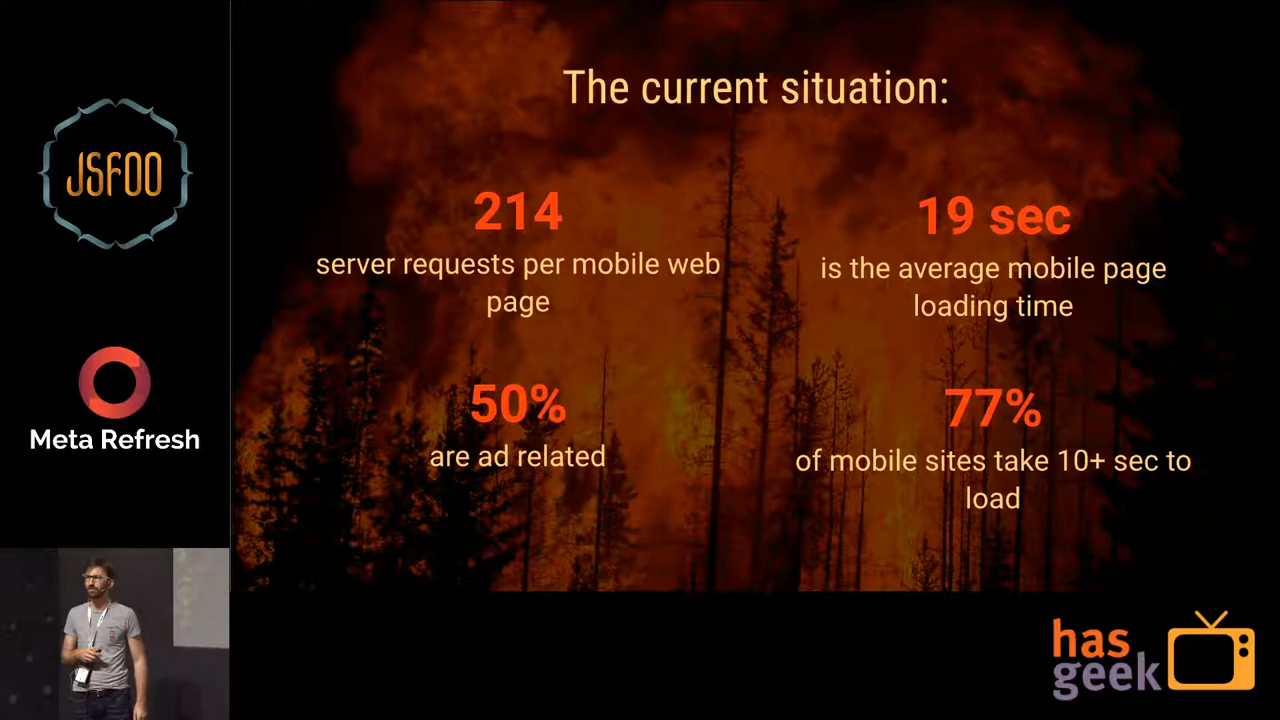 JSFOO
Meta Refresh
The current situation:
214
server requests per mobile web
page
19 sec
is the average mobile page
loading time
50%
are ad related
77%
of mobile sites take 10+ sec to
load
has
geek